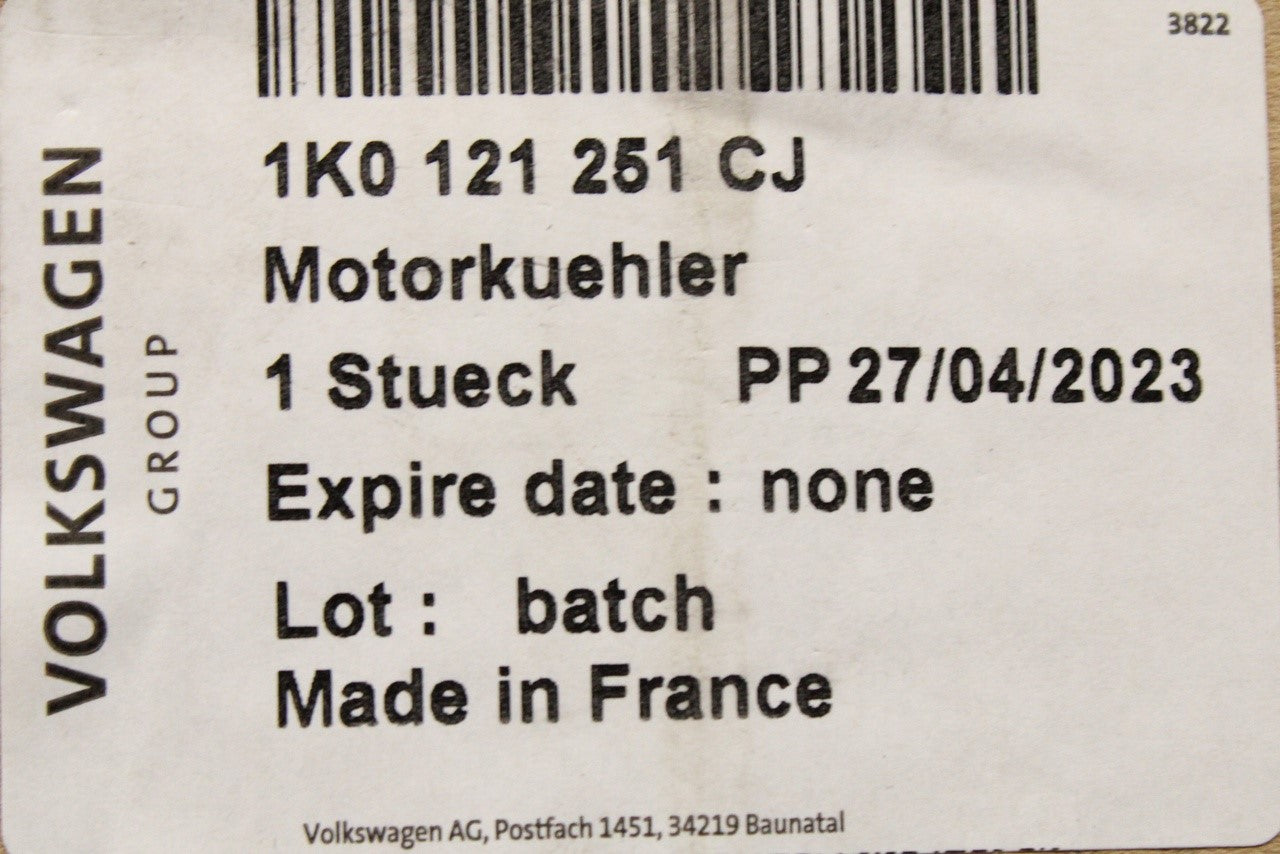 3822
1K0 121 251 CJ
Motorkuehler
1 Stueck PP 27/04/2023
Expire date : none
Lot : batch
Made in France
VOLKSWAGEN
GROUP
Volkswagen AG, Postfach 1451, 34219 Baunatal